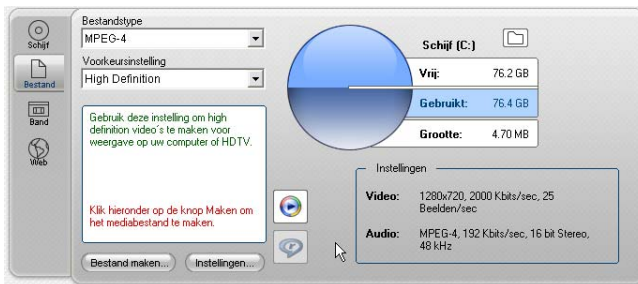 Schijf
Bestand
Band
Web
Bestandstype
MPEG-4
Voorkeursinstelling
High Definition
Gebruik deze instelling om high
definition video´s te maken voor
weergave op uw computer of HDTV.
Klik hieronder op de knop Maken om
het mediabestand te maken.
Bestand maken...
Instellingen...
Schijf (C:)
Vrij: 76.2 GB
Gebruikt: 76.4 GB
Grootte: 4.70 MB
Instellingen
Video: 1280x720, 2000 Kbits/sec, 25
Beelden/sec
Audio: MPEG-4, 192 Kbits/sec, 16 bit Stereo,
48 kHz